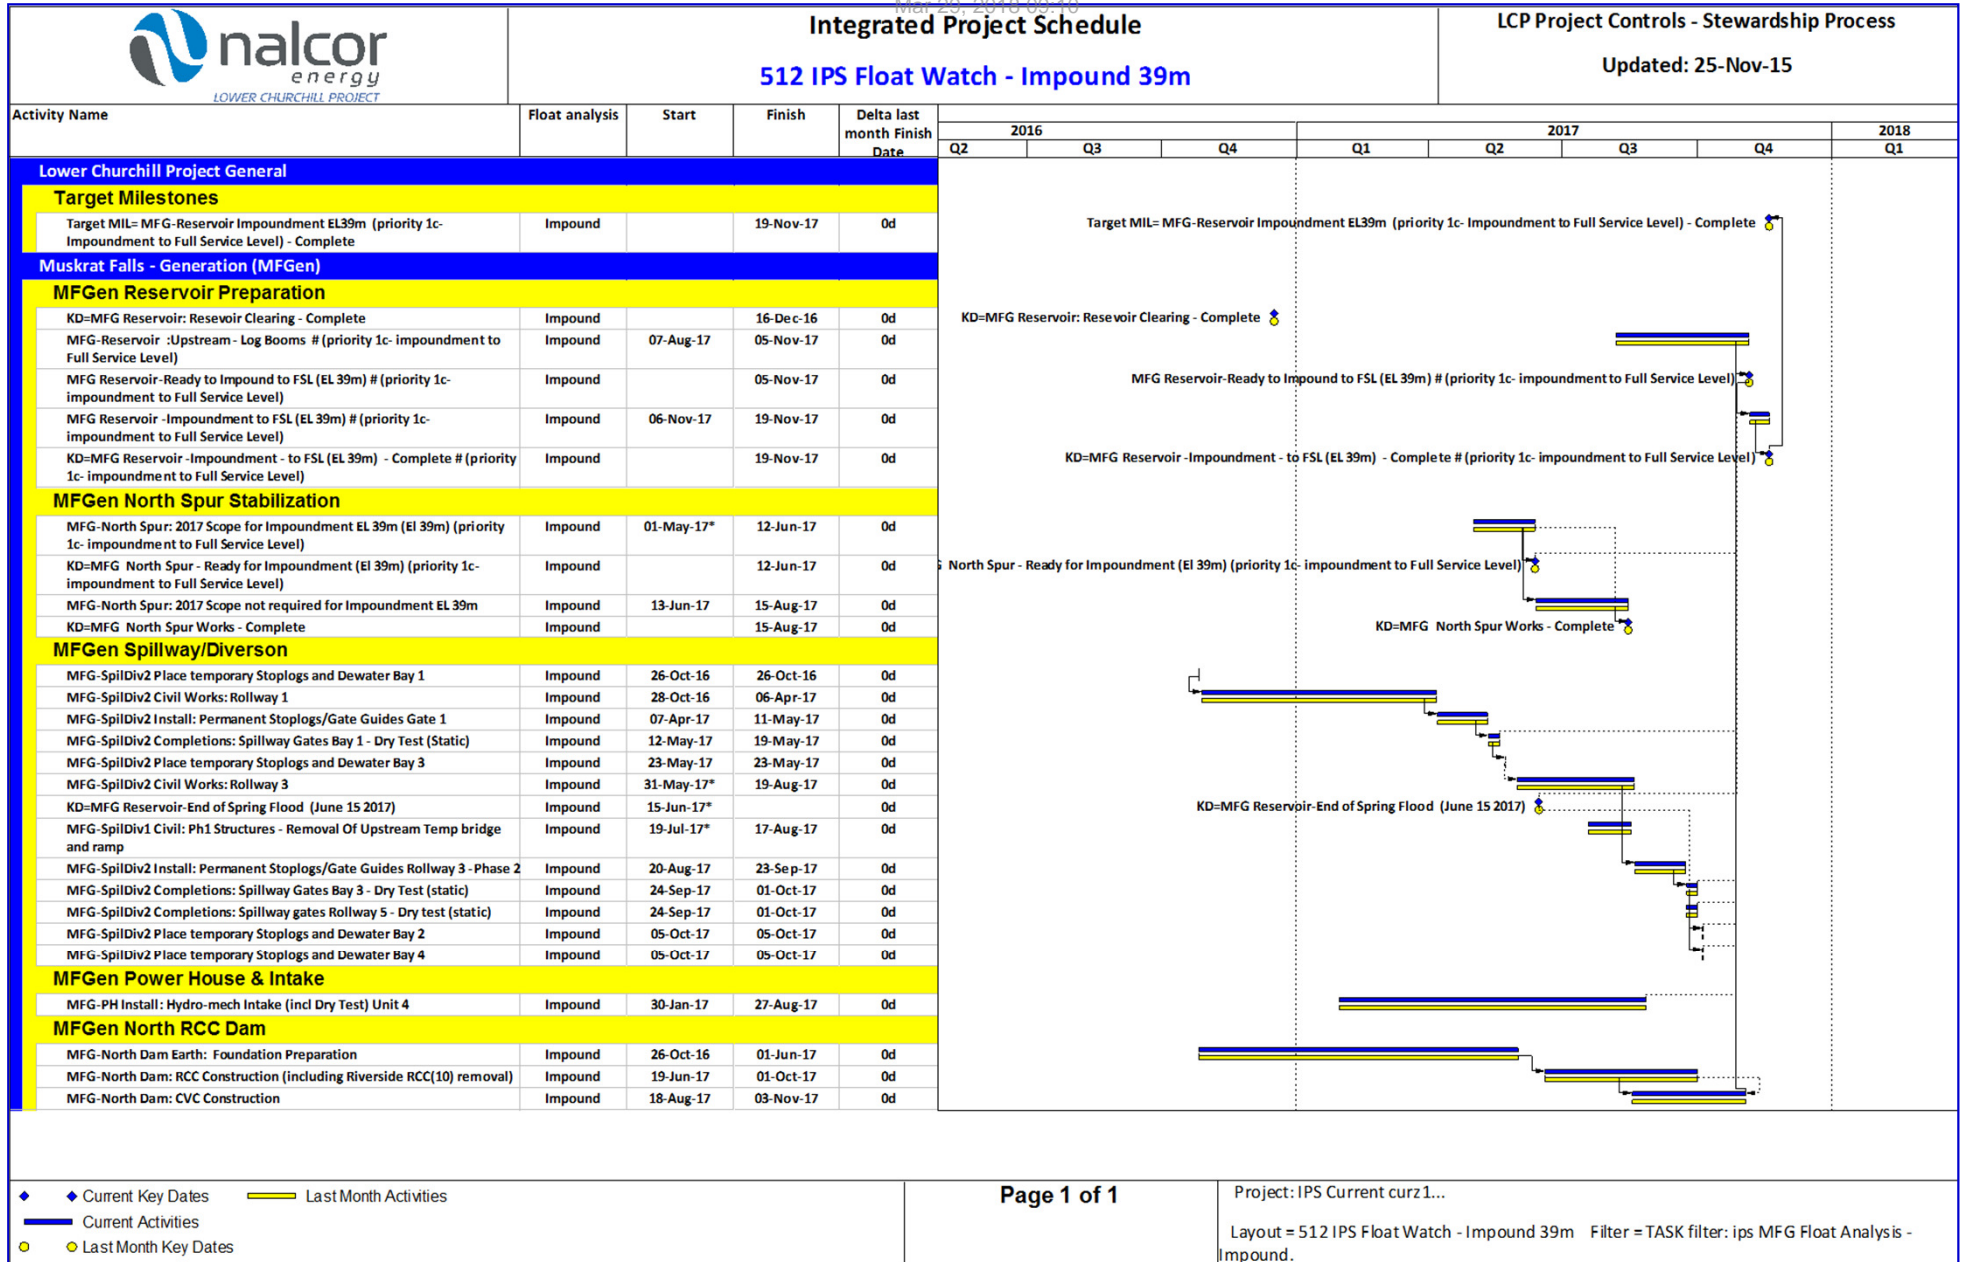 Mar 29, 2018 09:10
nalcor
energy
LOWER CHURCHILL PROJECT
Integrated Project Schedule
512 IPS Float Watch - Impound 39m
LCP Project Controls - Stewardship Process
Updated: 25-Nov-15
Activity Name Float analysis Start Finish Delta last
month Finish
Date
2016 2017 2018
Q2 Q3 Q4 Q1 Q2 Q3 Q4 Q1
Lower Churchill Project General
Target Milestones
Target MIL= MFG-Reservoir Impoundment EL39m (priority 1c- Impound 19-Nov-17 0d
Impoundment to Full Service Level) - Complete
Target MIL= MFG-Reservoir Impoundment EL39m (priority 1c- Impoundment to Full Service Level) - Complete
Muskrat Falls - Generation (MFGen)
MFGen Reservoir Preparation
KD=MFG Reservoir: Resevoir Clearing - Complete Impound 16-Dec-16 0d
KD=MFG Reservoir: Resevoir Clearing - Complete
MFG-Reservoir :Upstream - Log Booms # (priority 1c- impoundment to Impound 07-Aug-17 05-Nov-17 0d
Full Service Level)
MFG Reservoir-Ready to Impound to FSL (EL 39m) # (priority 1c- Impound 05-Nov-17 0d
impoundment to Full Service Level)
MFG Reservoir-Ready to Impound to FSL (EL 39m) # (priority 1c- impoundment to Full Service Level)
MFG Reservoir -Impoundment to FSL (EL 39m) # (priority 1c- Impound 06-Nov-17 19-Nov-17 0d
impoundment to Full Service Level)
KD=MFG Reservoir -Impoundment - to FSL (EL 39m) - Complete # (priority Impound 19-Nov-17 0d
1c- impoundment to Full Service Level)
KD=MFG Reservoir -Impoundment - to FSL (EL 39m) - Complete # (priority 1c- impoundment to Full Service Level)
MFGen North Spur Stabilization
MFG-North Spur: 2017 Scope for Impoundment EL 39m (El 39m) (priority Impound 01-May-17* 12-Jun-17 0d
1c- impoundment to Full Service Level)
KD=MFG North Spur - Ready for Impoundment (El 39m) (priority 1c- Impound 12-Jun-17 0d
impoundment to Full Service Level)
North Spur - Ready for Impoundment (El 39m) (priority 1c- impoundment to Full Service Level)
MFG-North Spur: 2017 Scope not required for Impoundment EL 39m Impound 13-Jun-17 15-Aug-17 0d
KD=MFG North Spur Works - Complete Impound 15-Aug-17 0d
KD=MFG North Spur Works - Complete
MFGen Spillway/Diverson
MFG-SpilDiv2 Place temporary Stoplogs and Dewater Bay 1 Impound 26-Oct-16 26-Oct-16 0d
MFG-SpilDiv2 Civil Works: Rollway 1 Impound 28-Oct-16 06-Apr-17 0d
MFG-SpilDiv2 Install: Permanent Stoplogs/Gate Guides Gate 1 Impound 07-Apr-17 11-May-17 0d
MFG-SpilDiv2 Completions: Spillway Gates Bay 1 - Dry Test (Static) Impound 12-May-17 19-May-17 0d
MFG-SpilDiv2 Place temporary Stoplogs and Dewater Bay 3 Impound 23-May-17 23-May-17 0d
MFG-SpilDiv2 Civil Works: Rollway 3 Impound 31-May-17* 19-Aug-17 0d
KD=MFG Reservoir-End of Spring Flood (June 15 2017) Impound 15-Jun-17* 0d
KD=MFG Reservoir-End of Spring Flood (June 15 2017)
MFG-SpilDiv1 Civil: Ph1 Structures - Removal Of Upstream Temp bridge Impound 19-Jul-17* 17-Aug-17 0d
and ramp
MFG-SpilDiv2 Install: Permanent Stoplogs/Gate Guides Rollway 3 - Phase 2 Impound 20-Aug-17 23-Sep-17 0d
MFG-SpilDiv2 Completions: Spillway Gates Bay 3 - Dry Test (static) Impound 24-Sep-17 01-Oct-17 0d
MFG-SpilDiv2 Completions: Spillway gates Rollway 5 - Dry test (static) Impound 24-Sep-17 01-Oct-17 0d
MFG-SpilDiv2 Place temporary Stoplogs and Dewater Bay 2 Impound 05-Oct-17 05-Oct-17 0d
MFG-SpilDiv2 Place temporary Stoplogs and Dewater Bay 4 Impound 05-Oct-17 05-Oct-17 0d
MFGen Power House & Intake
MFG-PH Install: Hydro-mech Intake (incl Dry Test) Unit 4 Impound 30-Jan-17 27-Aug-17 0d
MFGen North RCC Dam
MFG-North Dam Earth: Foundation Preparation Impound 26-Oct-16 01-Jun-17 0d
MFG-North Dam: RCC Construction (including Riverside RCC(10) removal) Impound 19-Jun-17 01-Oct-17 0d
MFG-North Dam: CVC Construction Impound 18-Aug-17 03-Nov-17 0d
Current Key Dates Last Month Activities
Current Activities
Last Month Key Dates
Page 1 of 1
Project: IPS Current curz1...
Layout = 512 IPS Float Watch - Impound 39m Filter = TASK filter: ips MFG Float Analysis -
Impound.